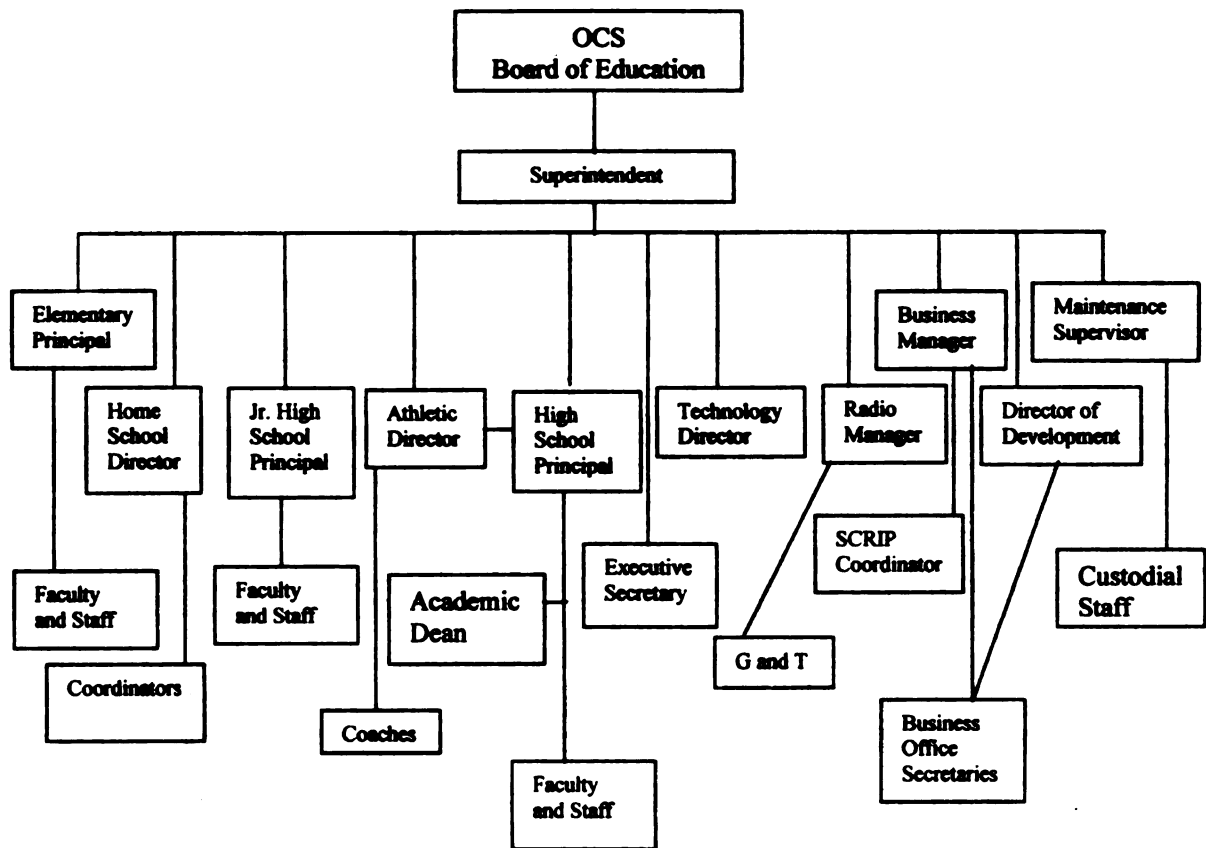 OCS
Board of Education
Superintendent
Elementary
Principal
Business
Manager
Maintenance
Supervisor
Home
School
Director
Jr. High
School
Principal
Athletic
Director
High
School
Principal
Technology
Director
Radio
Manager
Director of
Development
SCRIP
Coordinator
Executive
Secretary
Custodial
Staff
Faculty
and Staff
Faculty
and Staff
Academic
Dean
G and T
Coordinators
Coaches
Business
Office
Secretaries
Faculty
and Staff